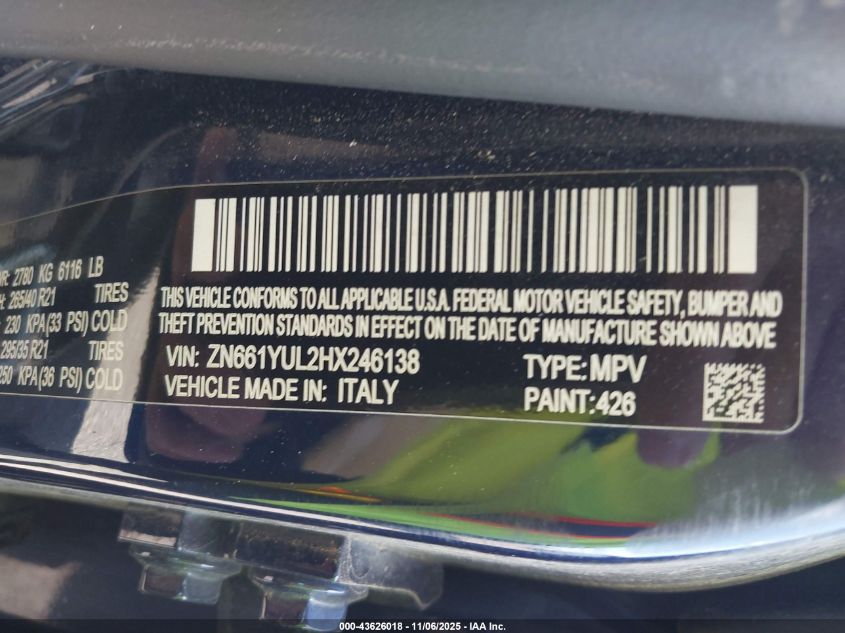 2780 KG 6116 LB
265/40 R21 TIRES
230 KPA(33 PSI) COLD
295/35 R21 TIRES
250 KPA(36 PSI) COLD
THIS VEHICLE CONFORMS TO ALL APPLICABLE U.S.A. FEDERAL MOTOR VEHICLE SAFETY, BUMPER AND
THEFT PREVENTION STANDARDS IN EFFECT ON THE DATE OF MANUFACTURE SHOWN ABOVE
VIN: ZN661YUL2HX246138 TYPE: MPV
VEHICLE MADE IN: ITALY PAINT:426
000-43626018 - 11/06/2025 - IAA Inc.